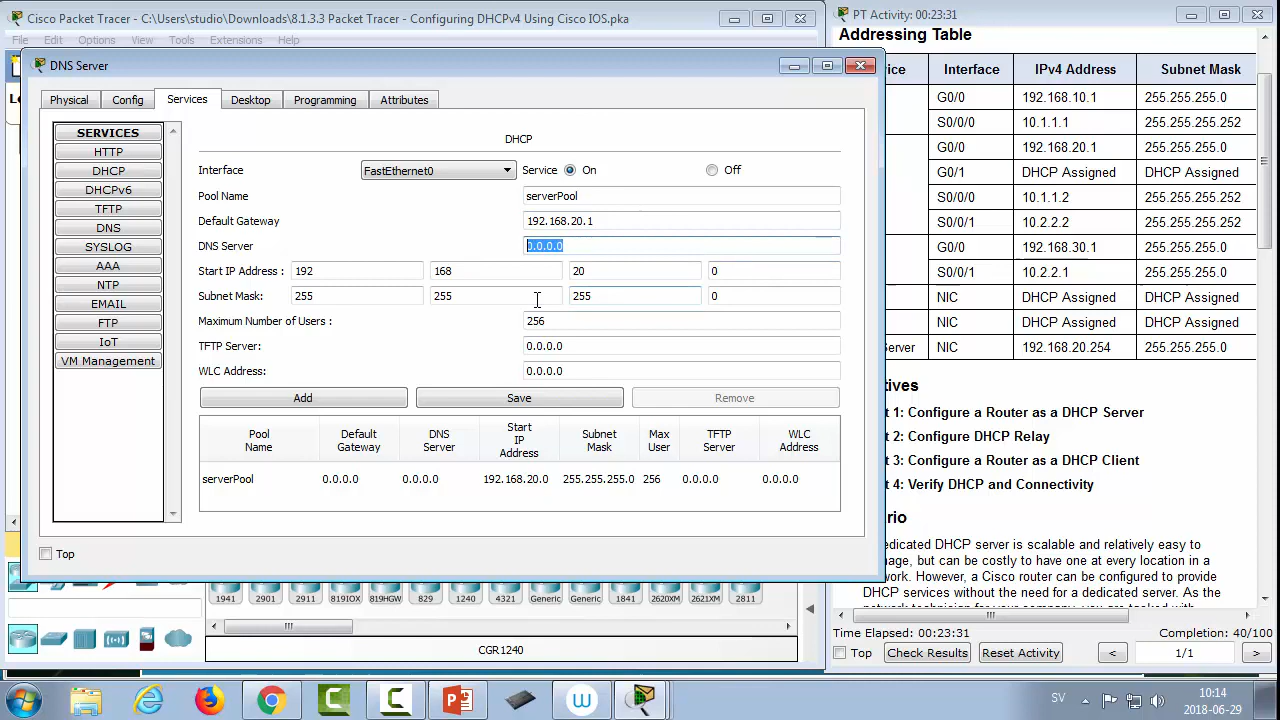 Cisco Packet Tracer - C:\Users\studio\Downloads\8.1.3.3 Packet Tracer - Configuring DHCPv4 Using Cisco IOS.pka
File Edit Options View Tools Extensions Help
DNS Server
Physical Config Services Desktop Programming Attributes
SERVICES
HTTP
DHCP
DHCPv6
TFTP
DNS
SYSLOG
AAA
NTP
EMAIL
FTP
IoT
VM Management
DHCP
Interface FastEthernet0 Service On Off
Pool Name serverPool
Default Gateway 192.168.20.1
DNS Server 0.0.0.0
Start IP Address : 192 168 20 0
Subnet Mask: 255 255 255 0
Maximum Number of Users : 256
TFTP Server: 0.0.0.0
WLC Address: 0.0.0.0
Add Save Remove
Pool Name Default Gateway DNS Server Start IP Address Subnet Mask Max User TFTP Server WLC Address
serverPool 0.0.0.0 0.0.0.0 192.168.20.0 255.255.255.0 256 0.0.0.0 0.0.0.0
Top
1941 2901 2911 819IOX 819HGW 829 1240 4321 Generic Generic 1841 2620XM 2621XM 2811
CGR1240
PT Activity: 00:23:31
Addressing Table
ice Interface IPv4 Address Subnet Mask
G0/0 192.168.10.1 255.255.255.0
S0/0/0 10.1.1.1 255.255.255.252
G0/0 192.168.20.1 255.255.255.0
G0/1 DHCP Assigned DHCP Assigned
S0/0/0 10.1.1.2 255.255.255.252
S0/0/1 10.2.2.2 255.255.255.252
G0/0 192.168.30.1 255.255.255.0
S0/0/1 10.2.2.1 255.255.255.252
NIC DHCP Assigned DHCP Assigned
NIC DHCP Assigned DHCP Assigned
Server NIC 192.168.20.254 255.255.255.0
tives
t 1: Configure a Router as a DHCP Server
t 2: Configure DHCP Relay
t 3: Configure a Router as a DHCP Client
t 4: Verify DHCP and Connectivity
rio
edicated DHCP server is scalable and relatively easy to
age, but can be costly to have one at every location in a
work. However, a Cisco router can be configured to provide
DHCP services without the need for a dedicated server. As the
Time Elapsed: 00:23:31 Completion: 40/100
Top Check Results Reset Activity < 1/1 >
SV 10:14
2018-06-29